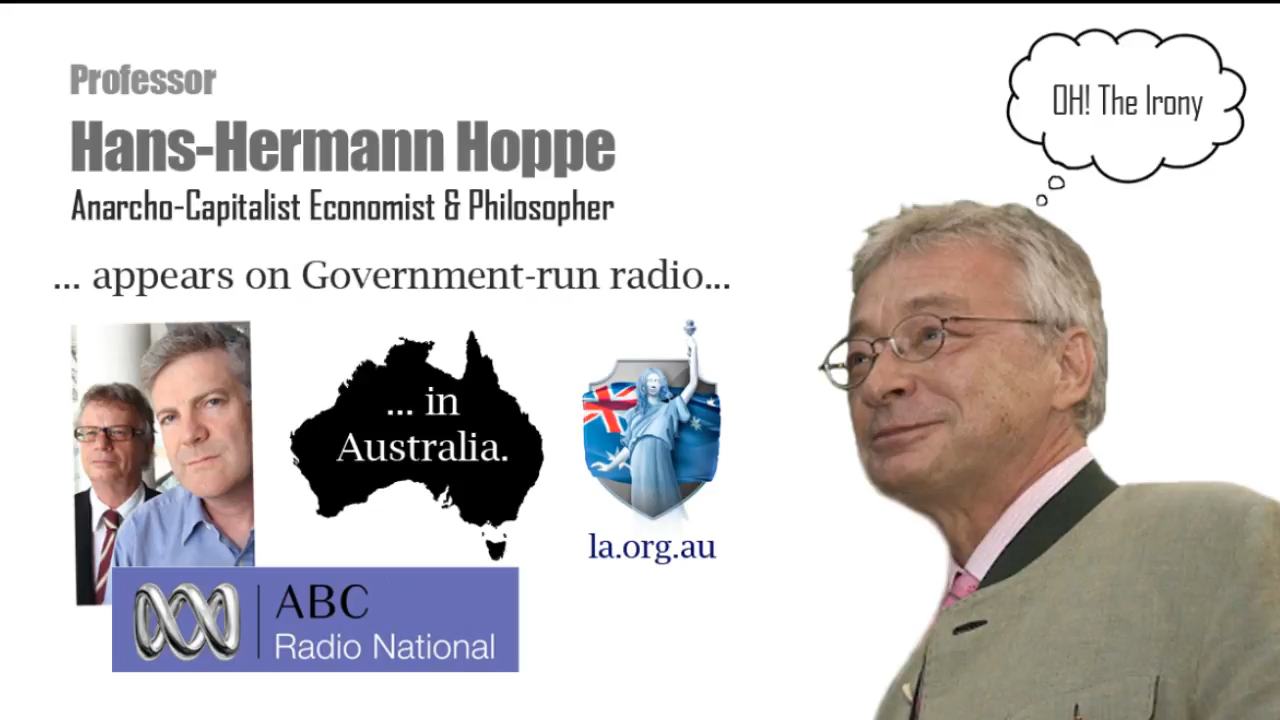 Professor
Hans-Hermann Hoppe
Anarcho-Capitalist Economist & Philosopher
... appears on Government-run radio...
OH! The Irony
... in
Australia.
la.org.au
ABC
Radio National